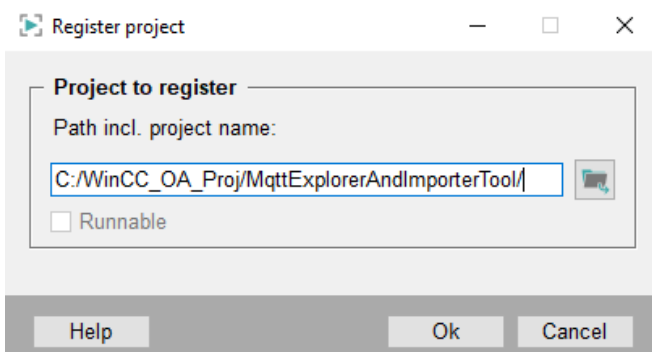 Register project
Project to register
Path incl. project name:
C:/WinCC_OA_Proj/MqttExplorerAndImporterTool/
Runnable
Help Ok Cancel